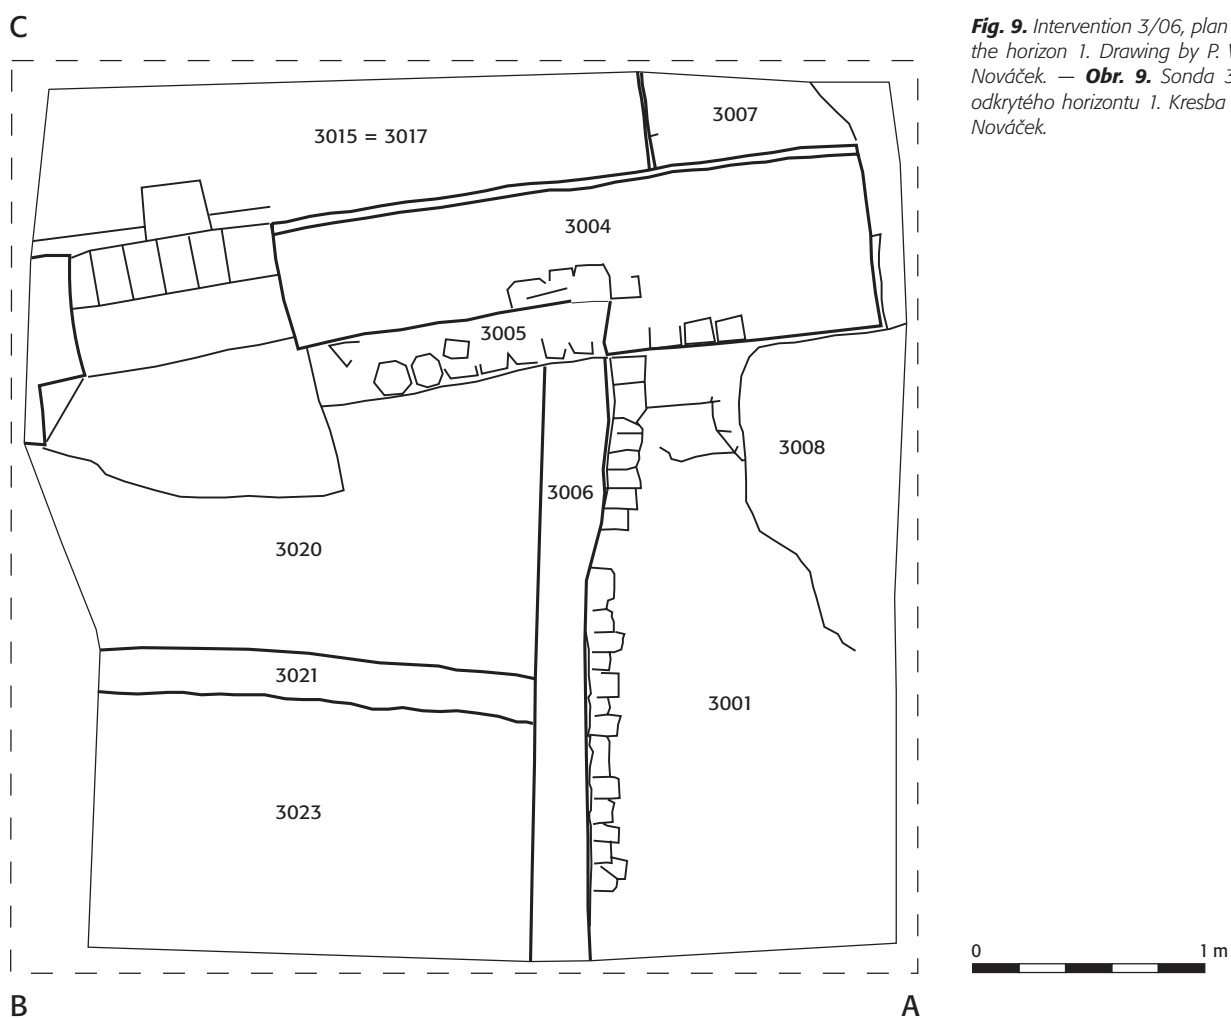 C
Fig. 9. Intervention 3/06, plan
the horizon 1. Drawing by P. V
Nováček. — Obr. 9. Sonda 3
odkrytého horizontu 1. Kresba
Nováček.
3007
3015 = 3017
3004
3005
3008
3006
3020
3021
3001
3023
0 1 m
B A